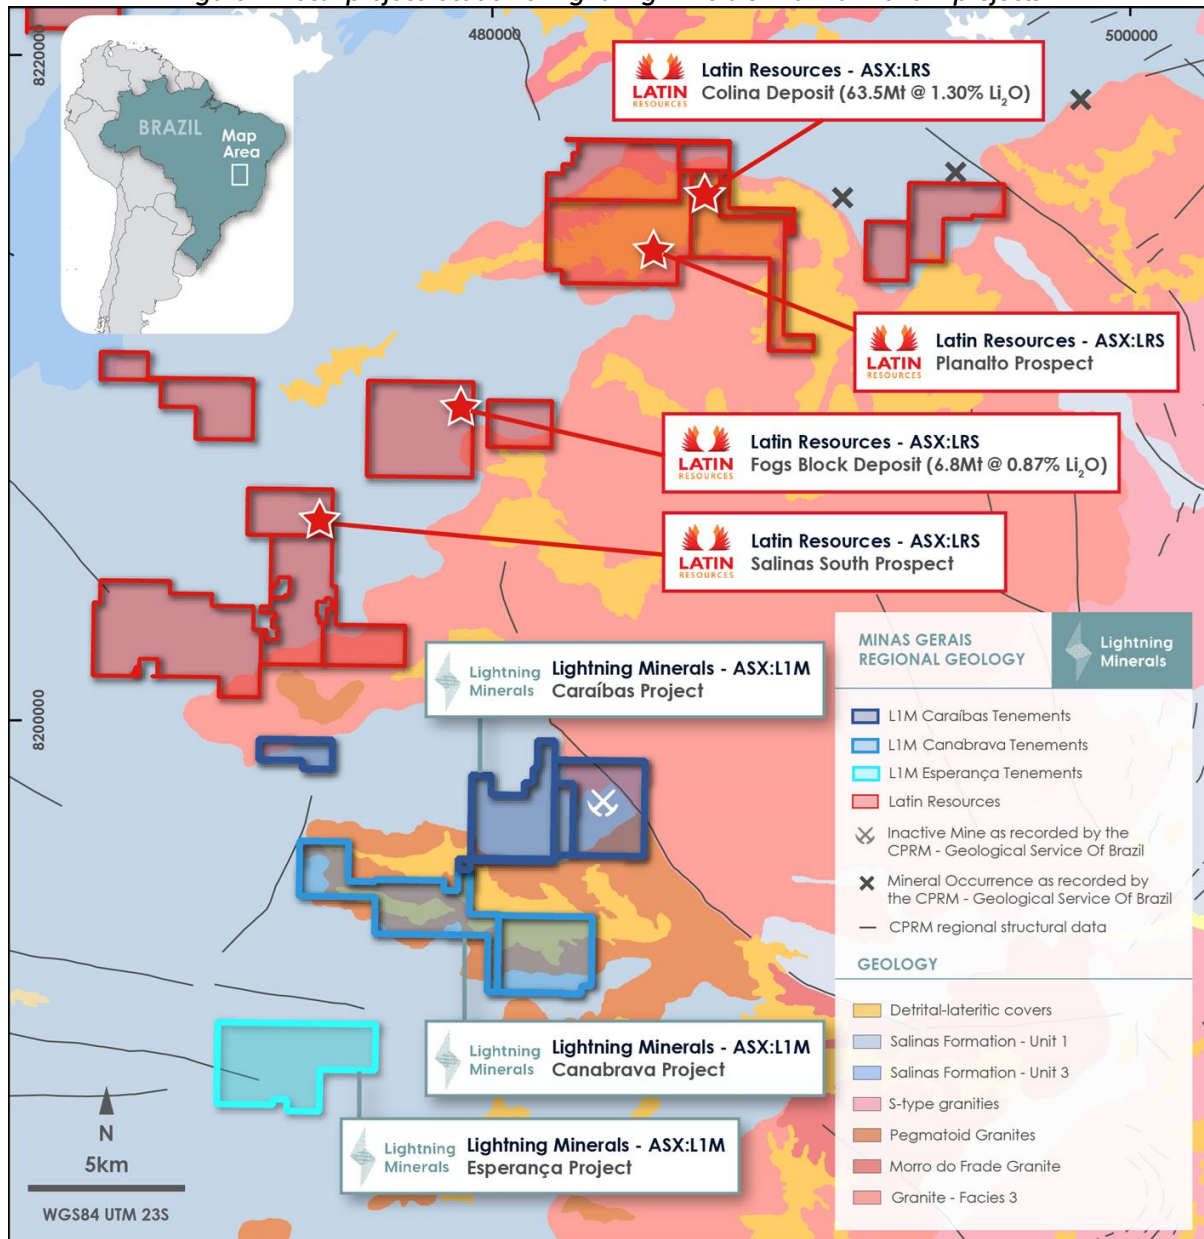 480000
500000
8220000
8200000
BRAZIL
Map
Area
LATIN
RESOURCES
Latin Resources - ASX:LRS
Colina Deposit (63.5Mt @ 1.30% Li₂O)
LATIN
RESOURCES
Latin Resources - ASX:LRS
Planalto Prospect
LATIN
RESOURCES
Latin Resources - ASX:LRS
Fogs Block Deposit (6.8Mt @ 0.87% Li₂O)
LATIN
RESOURCES
Latin Resources - ASX:LRS
Salinas South Prospect
Lightning
Minerals
Lightning Minerals - ASX:L1M
Caraíbas Project
Lightning
Minerals
Lightning Minerals - ASX:L1M
Canabrava Project
Lightning
Minerals
Lightning Minerals - ASX:L1M
Esperança Project
N
5km
WGS84 UTM 23S
MINAS GERAIS
REGIONAL GEOLOGY
Lightning
Minerals
L1M Caraíbas Tenements
L1M Canabrava Tenements
L1M Esperança Tenements
Latin Resources
Inactive Mine as recorded by the
CPRM - Geological Service Of Brazil
Mineral Occurrence as recorded by
the CPRM - Geological Service Of Brazil
CPRM regional structural data
GEOLOGY
Detrital-lateritic covers
Salinas Formation - Unit 1
Salinas Formation - Unit 3
S-type granities
Pegmatoid Granites
Morro do Frade Granite
Granite - Facies 3